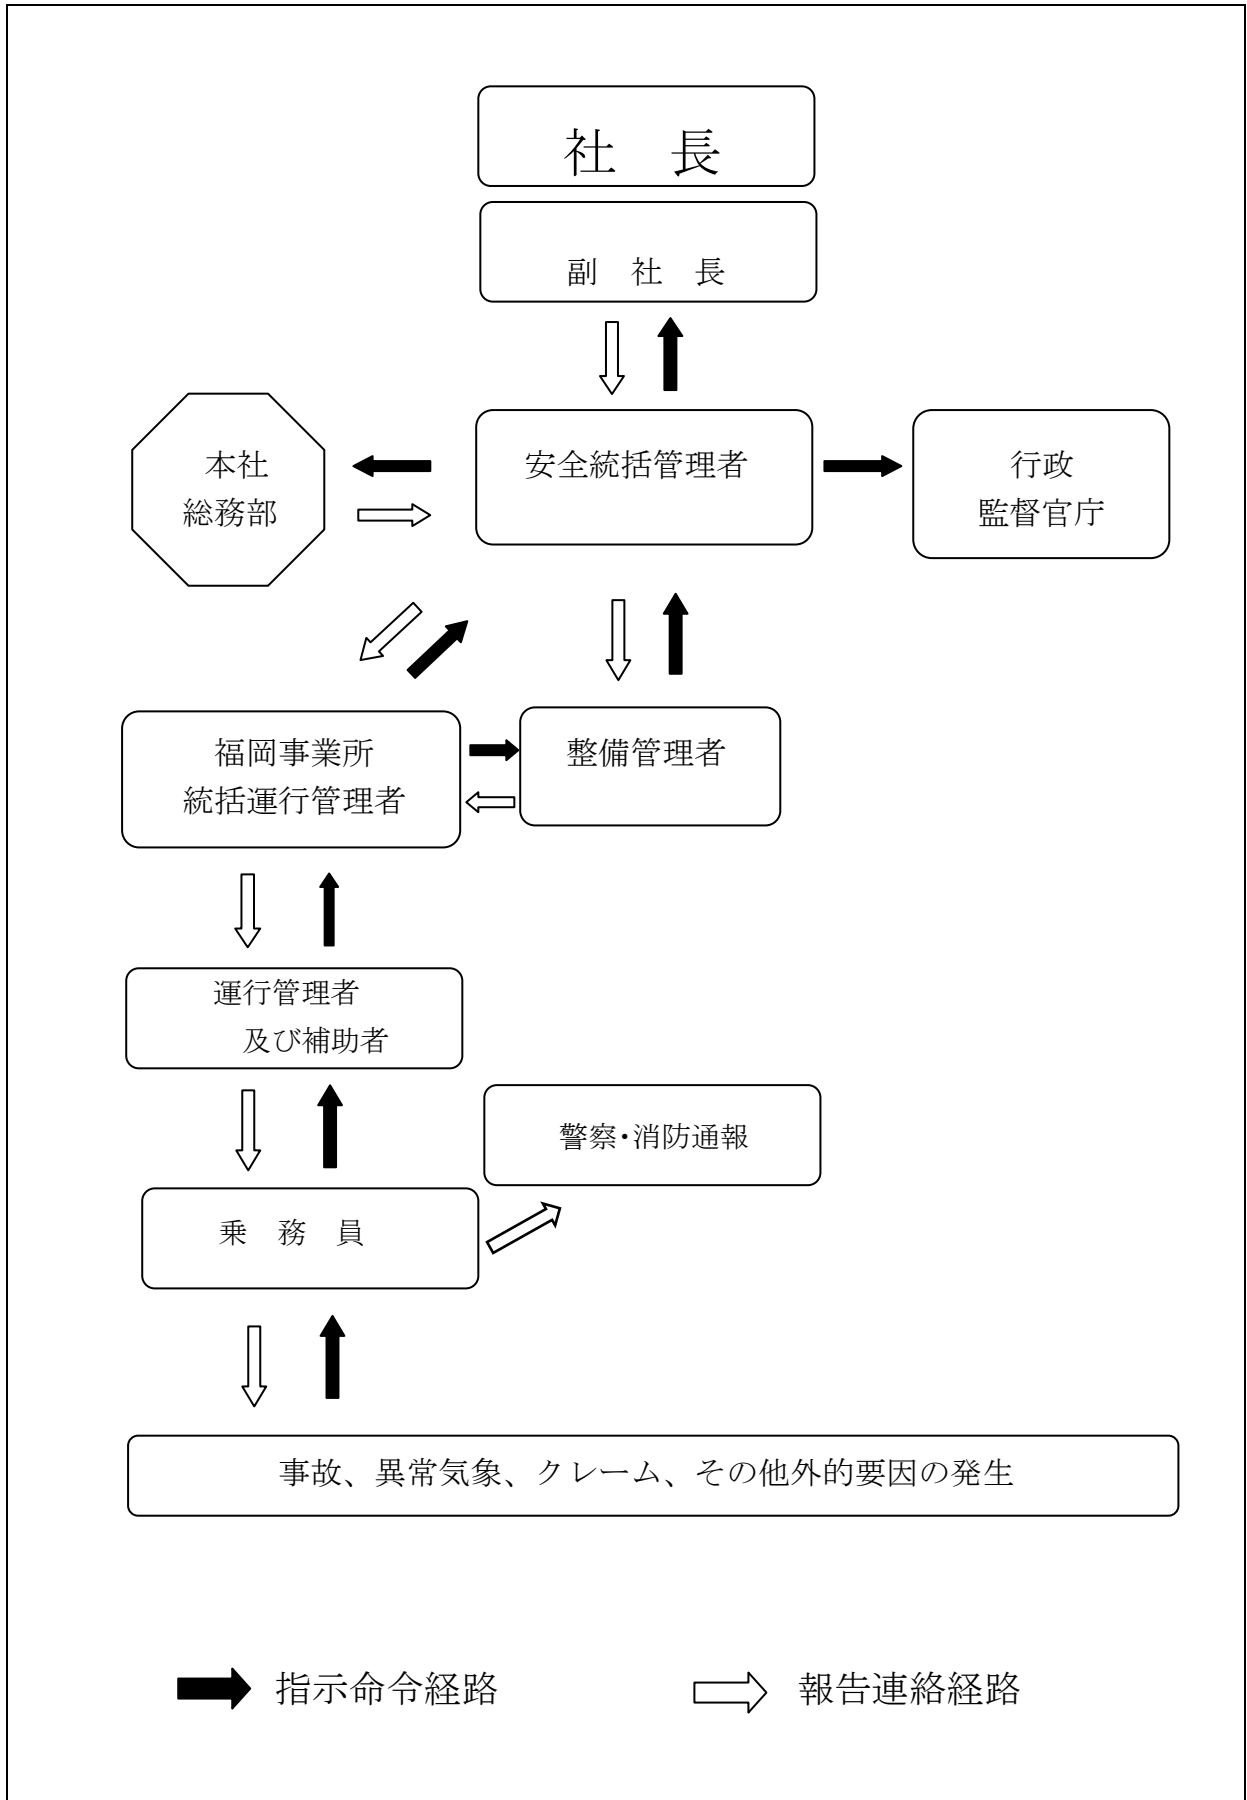 社　長
副　社　長
本社
総務部
安全統括管理者
行政
監督官庁
福岡事業所
統括運行管理者
整備管理者
運行管理者
及び補助者
警察・消防通報
乗　務　員
事故、異常気象、クレーム、その他外的要因の発生
指示命令経路
報告連絡経路